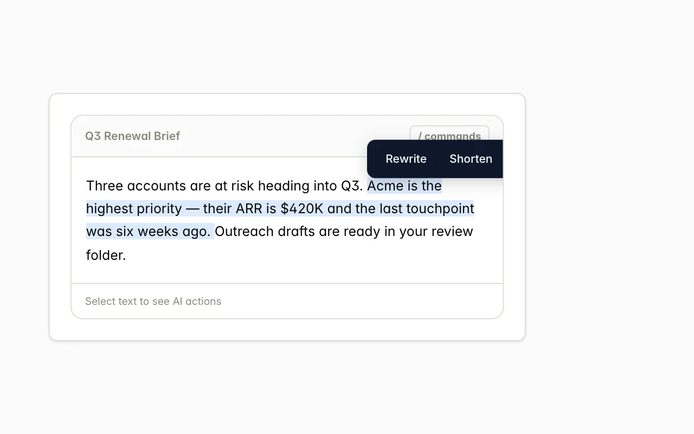 Q3 Renewal Brief
/ commands
Rewrite Shorten
Three accounts are at risk heading into Q3. Acme is the
highest priority — their ARR is $420K and the last touchpoint
was six weeks ago. Outreach drafts are ready in your review
folder.
Select text to see AI actions